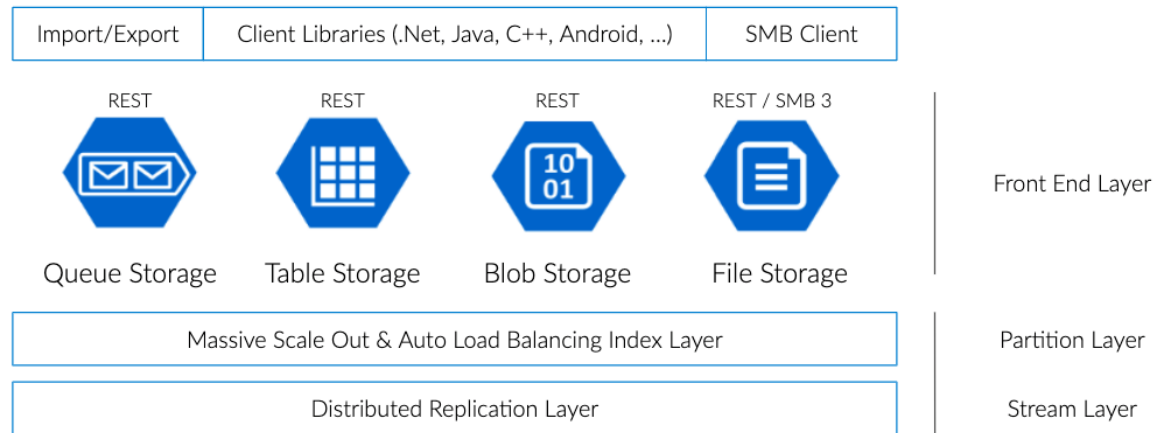 Import/Export
Client Libraries (.Net, Java, C++, Android, ...)
SMB Client
REST
REST
REST
REST / SMB 3
10
01
Queue Storage
Table Storage
Blob Storage
File Storage
Front End Layer
Massive Scale Out & Auto Load Balancing Index Layer
Partition Layer
Distributed Replication Layer
Stream Layer